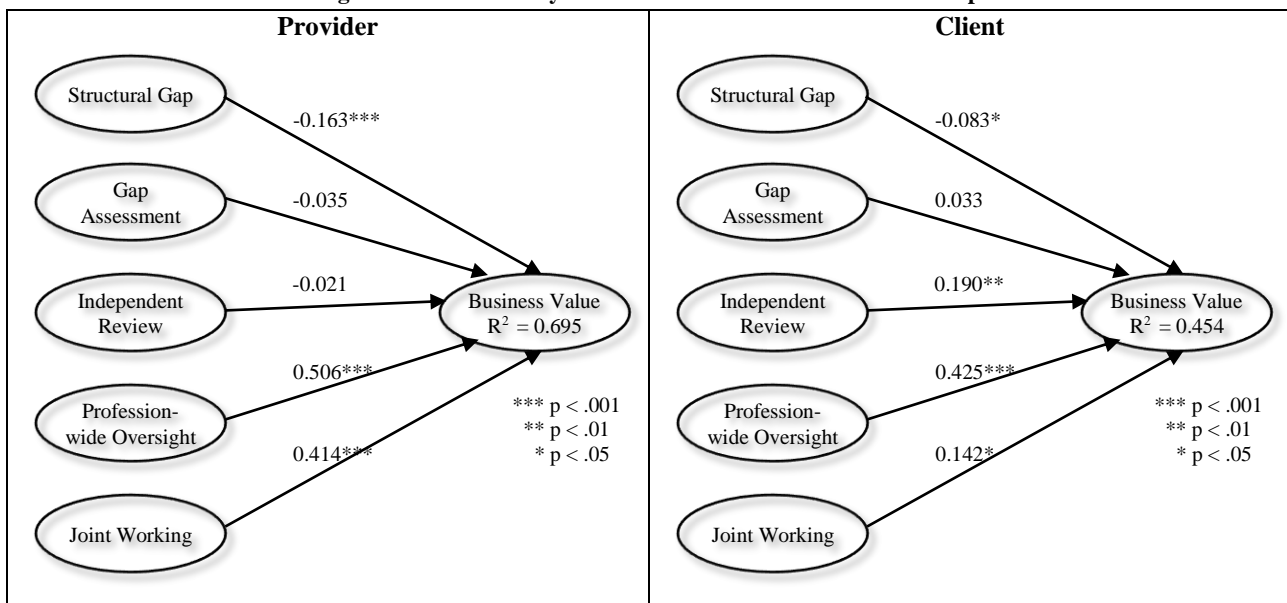 Provider
Structural Gap
-0.163***
Gap
Assessment
-0.035
Independent
Review
-0.021
Business Value
R² = 0.695
Profession-
wide Oversight
0.506***
Joint Working
0.414***
*** p < .001
** p < .01
* p < .05
Client
Structural Gap
-0.083*
Gap
Assessment
0.033
Independent
Review
0.190**
Business Value
R² = 0.454
Profession-
wide Oversight
0.425***
Joint Working
0.142*
*** p < .001
** p < .01
* p < .05